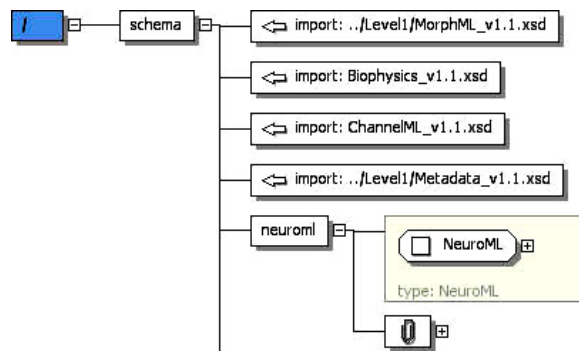 /
schema
import: ../Level1/MorphML_v1.1.xsd
import: Biophysics_v1.1.xsd
import: ChannelML_v1.1.xsd
import: ../Level1/Metadata_v1.1.xsd
neuroml
NeuroML
type: NeuroML